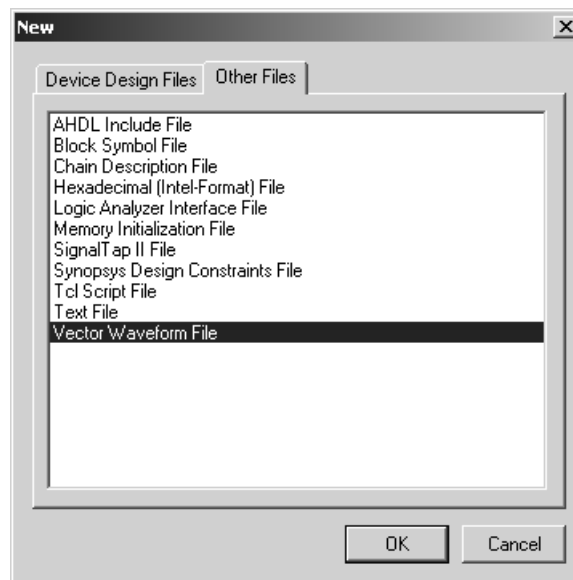 New
Device Design Files
Other Files
AHDL Include File
Block Symbol File
Chain Description File
Hexadecimal (Intel-Format) File
Logic Analyzer Interface File
Memory Initialization File
SignalTap II File
Synopsys Design Constraints File
Tcl Script File
Text File
Vector Waveform File
OK
Cancel